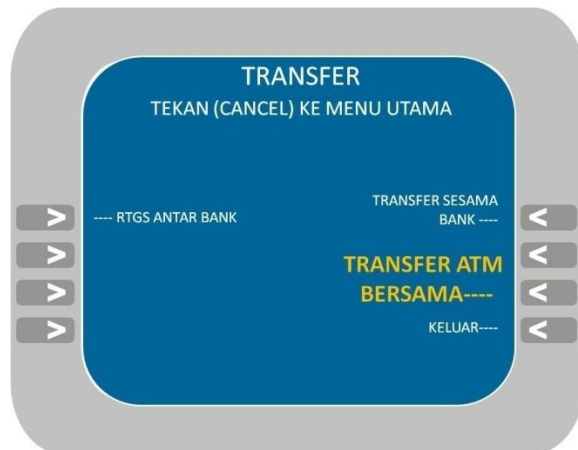 TRANSFER
TEKAN (CANCEL) KE MENU UTAMA
TRANSFER SESAMA
BANK ----
---- RTGS ANTAR BANK
TRANSFER ATM
BERSAMA----
KELUAR----